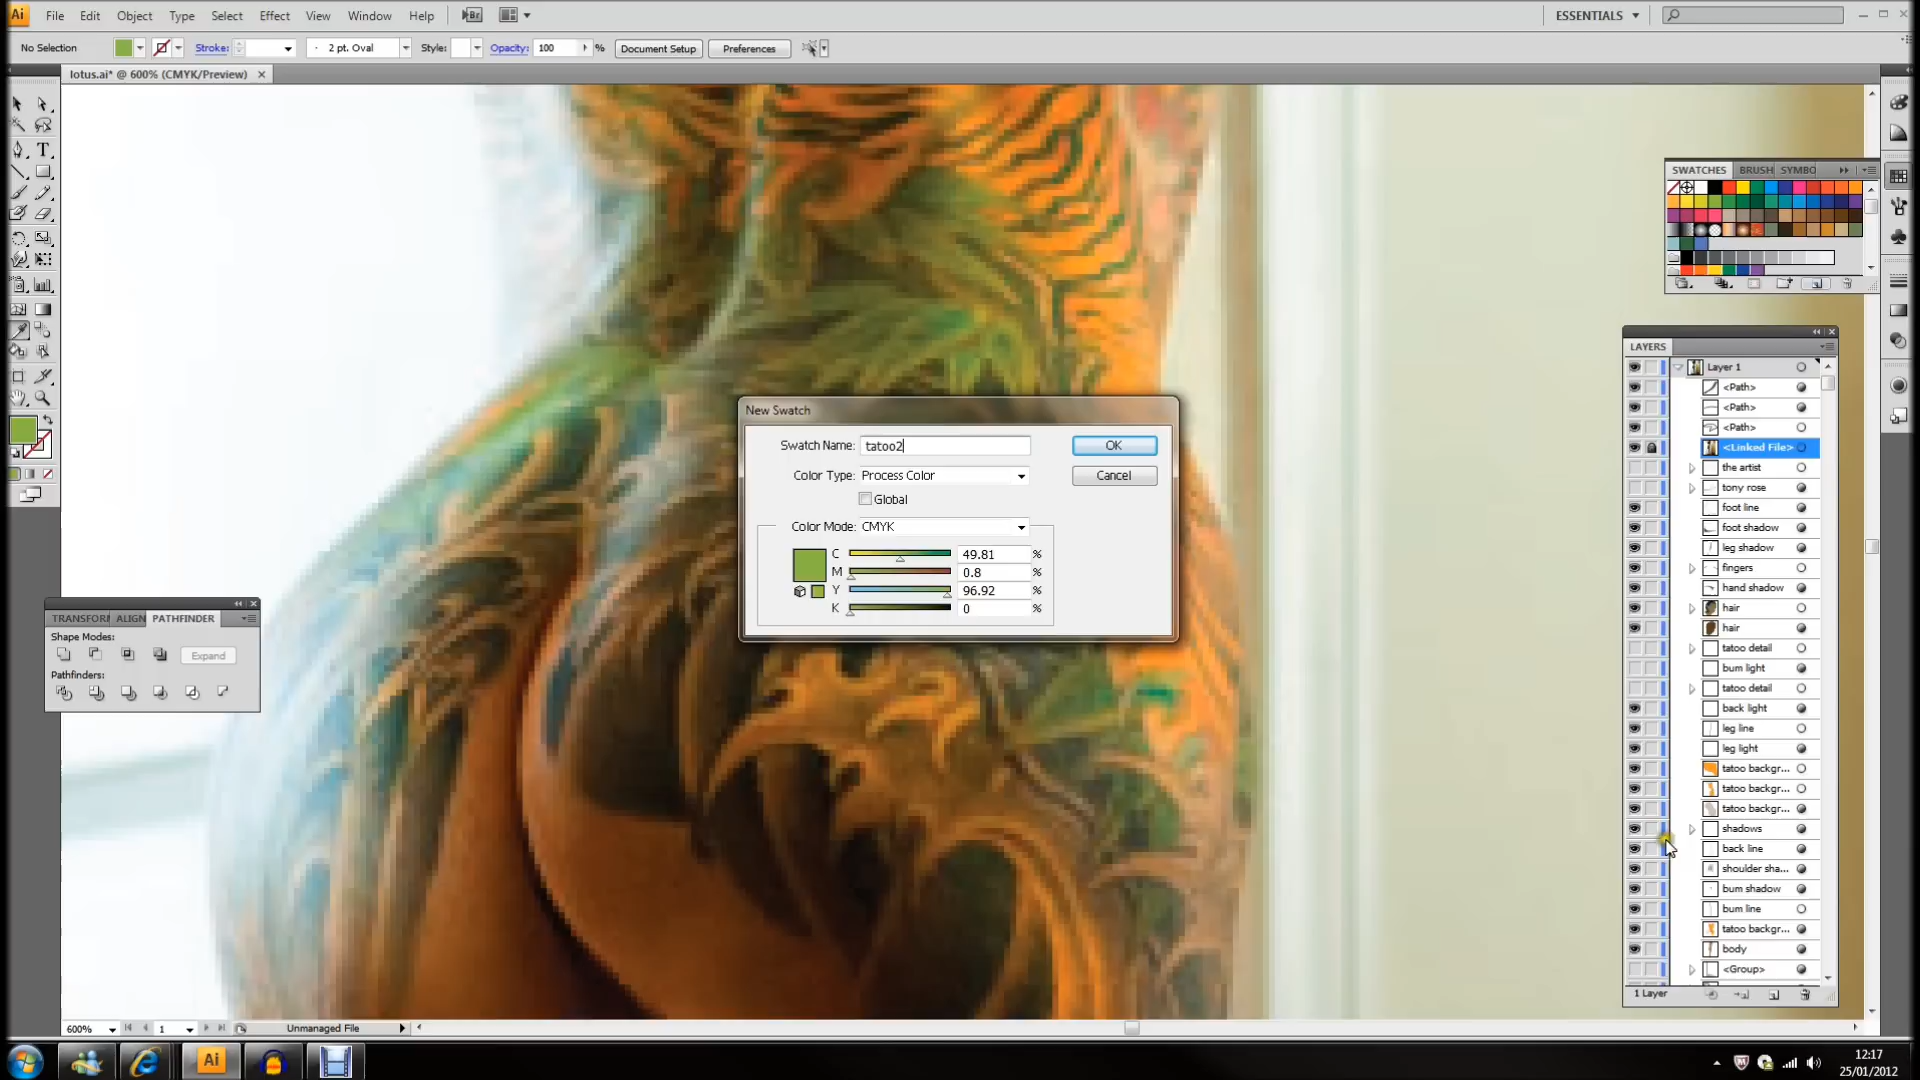 Ai File Edit Object Type Select Effect View Window Help Br ESSENTIALS
No Selection Stroke: 2 pt. Oval Style: Opacity: 100 % Document Setup Preferences
lotus.ai* @ 600% (CMYK/Preview)
SWATCHES BRUSH SYMBO
LAYERS
Layer 1
<Path>
<Path>
<Path>
<Linked File>
the artist
tony rose
foot line
foot shadow
leg shadow
fingers
hand shadow
hair
hair
tatoo detail
bum light
tatoo detail
back light
leg line
leg light
tatoo backgr...
tatoo backgr...
tatoo backgr...
shadows
back line
shoulder sha...
bum shadow
bum line
tatoo backgr...
body
<Group>
1 Layer
New Swatch
Swatch Name: tatoo2 OK
Color Type: Process Color Cancel
Global
Color Mode: CMYK
C 49.81 %
M 0.8 %
Y 96.92 %
K 0 %
TRANSFORM ALIGN PATHFINDER
Shape Modes:
Expand
Pathfinders:
600% 1 Unmanaged File
Ai
12:17
25/01/2012